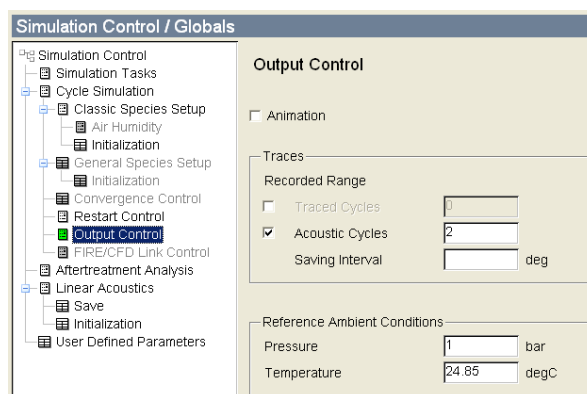 Simulation Control / Globals
Simulation Control
Simulation Tasks
Cycle Simulation
Classic Species Setup
Air Humidity
Initialization
General Species Setup
Initialization
Convergence Control
Restart Control
Output Control
FIRE/CFD Link Control
Aftertreatment Analysis
Linear Acoustics
Save
Initialization
User Defined Parameters
Output Control
Animation
Traces
Recorded Range
Traced Cycles 0
Acoustic Cycles 2
Saving Interval deg
Reference Ambient Conditions
Pressure 1 bar
Temperature 24.85 degC